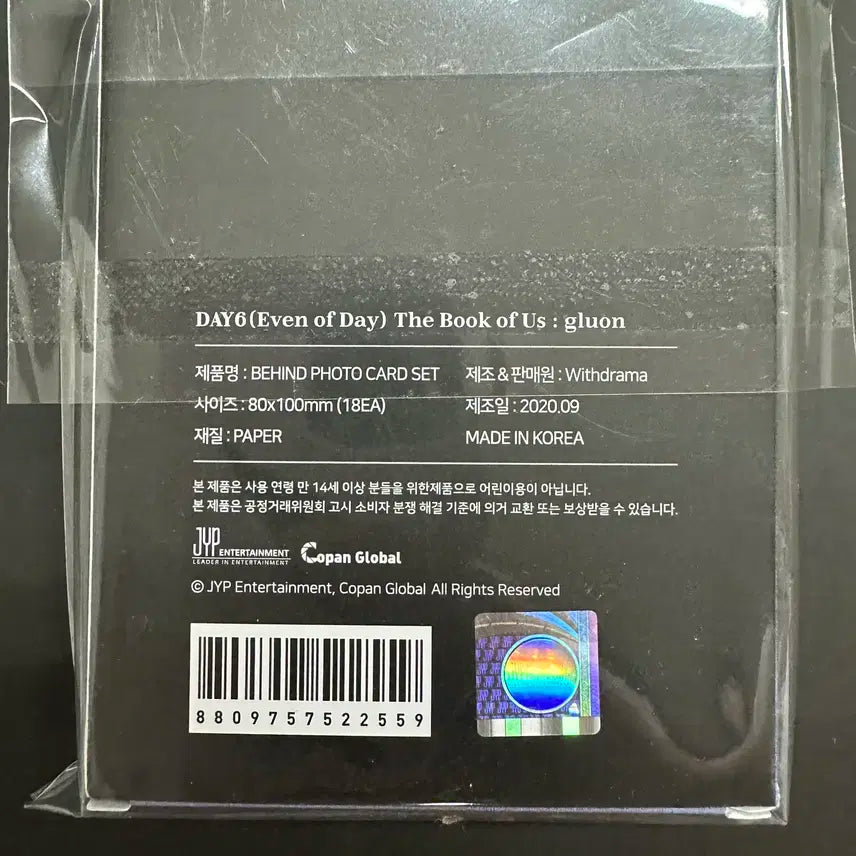 DAY6(Even of Day) The Book of Us : gluon
제품명 : BEHIND PHOTO CARD SET
제조 & 판매원 : Withdrama
사이즈 : 80x100mm (18EA)
제조일 : 2020.09
재질 : PAPER
MADE IN KOREA
본 제품은 사용 연령 만 14세 이상 분들을 위한제품으로 어린이용이 아닙니다.
본 제품은 공정거래위원회 고시 소비자 분쟁 해결 기준에 의거 교환 또는 보상받을 수 있습니다.
JYP ENTERTAINMENT
LEADER IN ENTERTAINMENT
Copan Global
© JYP Entertainment, Copan Global All Rights Reserved
8809757522559